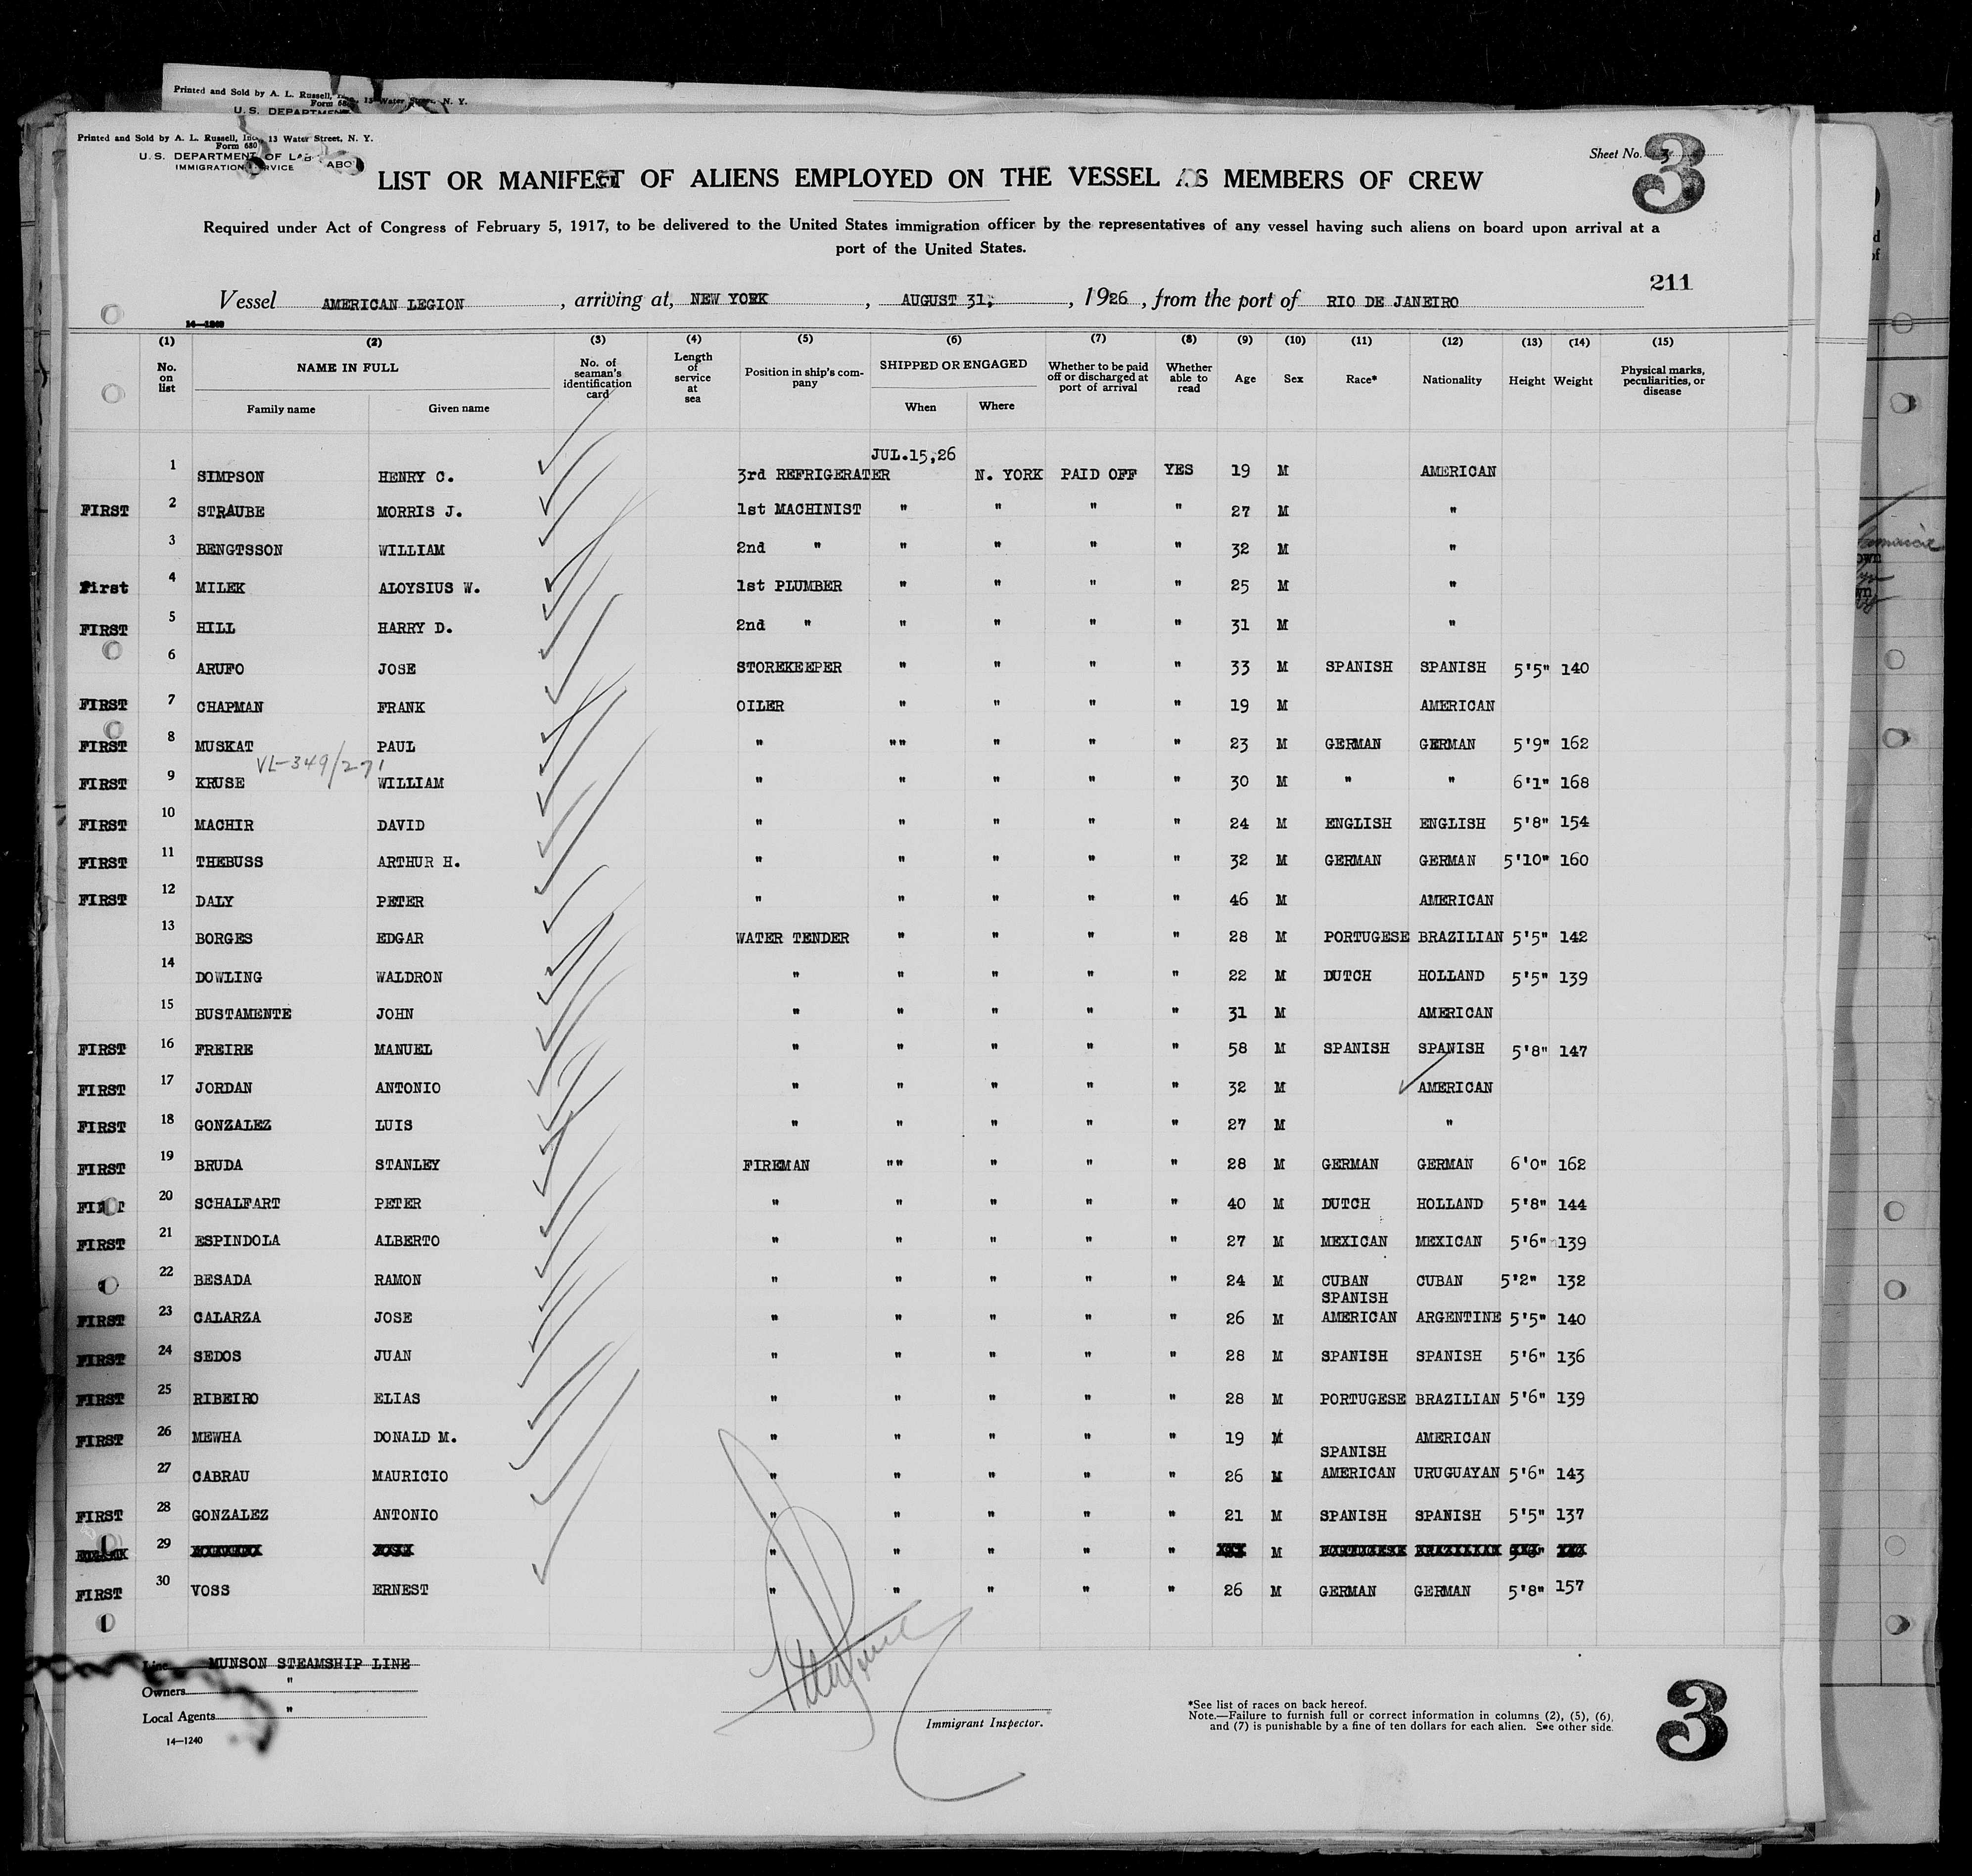 Printed and Sold by A. L. Russell, 13 Water N. Y.
Form 68
U. S. DEPARTMENT
Printed and Sold by A. L. Russell, Inc. 13 Water Street, N. Y.
Form 680
U. S. DEPARTMENT OF LABOR
IMMIGRATION SERVICE
Sheet No. 3
3
LIST OR MANIFEST OF ALIENS EMPLOYED ON THE VESSEL AS MEMBERS OF CREW
Required under Act of Congress of February 5, 1917, to be delivered to the United States immigration officer by the representatives of any vessel having such aliens on board upon arrival at a
port of the United States.
211
Vessel AMERICAN LEGION, arriving at, NEW YORK, AUGUST 31, 1926, from the port of RIO DE JANEIRO
14—1240
(1) (2) (3) (4) (5) (6) (7) (8) (9) (10) (11) (12) (13) (14) (15)
No. on list NAME IN FULL Family name Given name No. of seaman's identification card Length of service at sea Position in ship's company SHIPPED OR ENGAGED When Where Whether to be paid off or discharged at port of arrival Whether able to read Age Sex Race* Nationality Height Weight Physical marks, peculiarities, or disease
JUL.15,26
1 SIMPSON HENRY C. 3rd REFRIGERATER N. YORK PAID OFF YES 19 M AMERICAN
FIRST 2 STRAUBE MORRIS J. 1st MACHINIST " " " " 27 M "
3 BENGTSSON WILLIAM 2nd " " " " " 32 M "
First 4 MILEK ALOYSIUS W. 1st PLUMBER " " " " 25 M "
FIRST 5 HILL HARRY D. 2nd " " " " " 31 M "
6 ARUFO JOSE STOREKEEPER " " " " 33 M SPANISH SPANISH 5'5" 140
FIRST 7 CHAPMAN FRANK OILER " " " " 19 M AMERICAN
FIRST 8 MUSKAT PAUL " "" " " " 23 M GERMAN GERMAN 5'9" 162
VL-349/271
FIRST 9 KRUSE WILLIAM " " " " " 30 M " " 6'1" 168
FIRST 10 MACHIR DAVID " " " " " 24 M ENGLISH ENGLISH 5'8" 154
FIRST 11 THEBUSS ARTHUR H. " " " " " 32 M GERMAN GERMAN 5'10" 160
FIRST 12 DALY PETER " " " " " 46 M AMERICAN
13 BORGES EDGAR WATER TENDER " " " " 28 M PORTUGESE BRAZILIAN 5'5" 142
14 DOWLING WALDRON " " " " " 22 M DUTCH HOLLAND 5'5" 139
15 BUSTAMENTE JOHN " " " " " 31 M AMERICAN
FIRST 16 FREIRE MANUEL " " " " " 58 M SPANISH SPANISH 5'8" 147
FIRST 17 JORDAN ANTONIO " " " " " 32 M AMERICAN
FIRST 18 GONZALEZ LUIS " " " " " 27 M "
FIRST 19 BRUDA STANLEY FIREMAN "" " " " 28 M GERMAN GERMAN 6'0" 162
FIRST 20 SCHALFART PETER " " " " " 40 M DUTCH HOLLAND 5'8" 144
FIRST 21 ESPINDOLA ALBERTO " " " " " 27 M MEXICAN MEXICAN 5'6" 139
22 BESADA RAMON " " " " " 24 M CUBAN CUBAN 5'2" 132
SPANISH
FIRST 23 CALARZA JOSE " " " " " 26 M AMERICAN ARGENTINE 5'5" 140
FIRST 24 SEDOS JUAN " " " " " 28 M SPANISH SPANISH 5'6" 136
FIRST 25 RIBEIRO ELIAS " " " " " 28 M PORTUGESE BRAZILIAN 5'6" 139
FIRST 26 MEWHA DONALD M. " " " " " 19 M AMERICAN
SPANISH
27 CABRAU MAURICIO " " " " " 26 M AMERICAN URUGUAYAN 5'6" 143
FIRST 28 GONZALEZ ANTONIO " " " " " 21 M SPANISH SPANISH 5'5" 137
29 " " " " " M PORTUGESE BRAZILIAN
FIRST 30 VOSS ERNEST " " " " " 26 M GERMAN GERMAN 5'8" 157
Line MUNSON STEAMSHIP LINE
Owners "
Local Agents "
14—1240
Immigrant Inspector.
*See list of races on back hereof.
Note.—Failure to furnish full or correct information in columns (2), (5), (6),
and (7) is punishable by a fine of ten dollars for each alien. See other side.
3